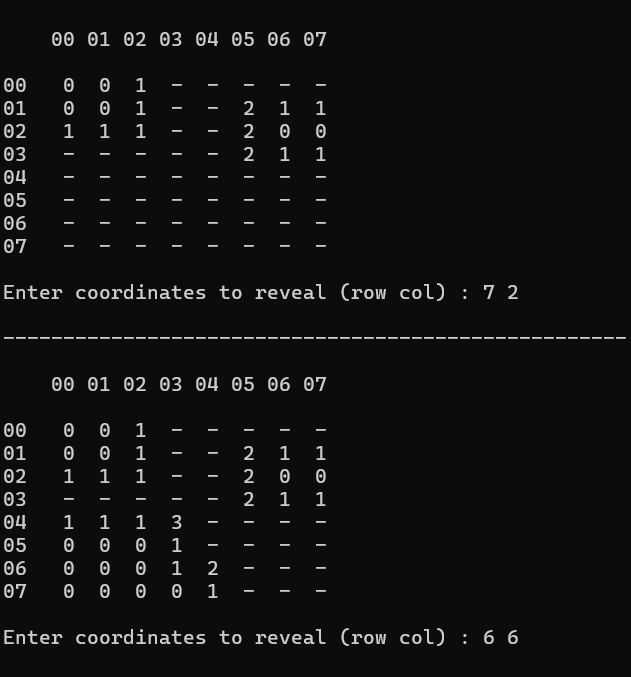 00 01 02 03 04 05 06 07
00 0 0 1 - - - - -
01 0 0 1 - - 2 1 1
02 1 1 1 - - 2 0 0
03 - - - - - 2 1 1
04 - - - - - - - -
05 - - - - - - - -
06 - - - - - - - -
07 - - - - - - - -
Enter coordinates to reveal (row col) : 7 2
----------------------------------------------------
00 01 02 03 04 05 06 07
00 0 0 1 - - - - -
01 0 0 1 - - 2 1 1
02 1 1 1 - - 2 0 0
03 - - - - - 2 1 1
04 1 1 1 3 - - - -
05 0 0 0 1 - - - -
06 0 0 0 1 2 - - -
07 0 0 0 0 1 - - -
Enter coordinates to reveal (row col) : 6 6